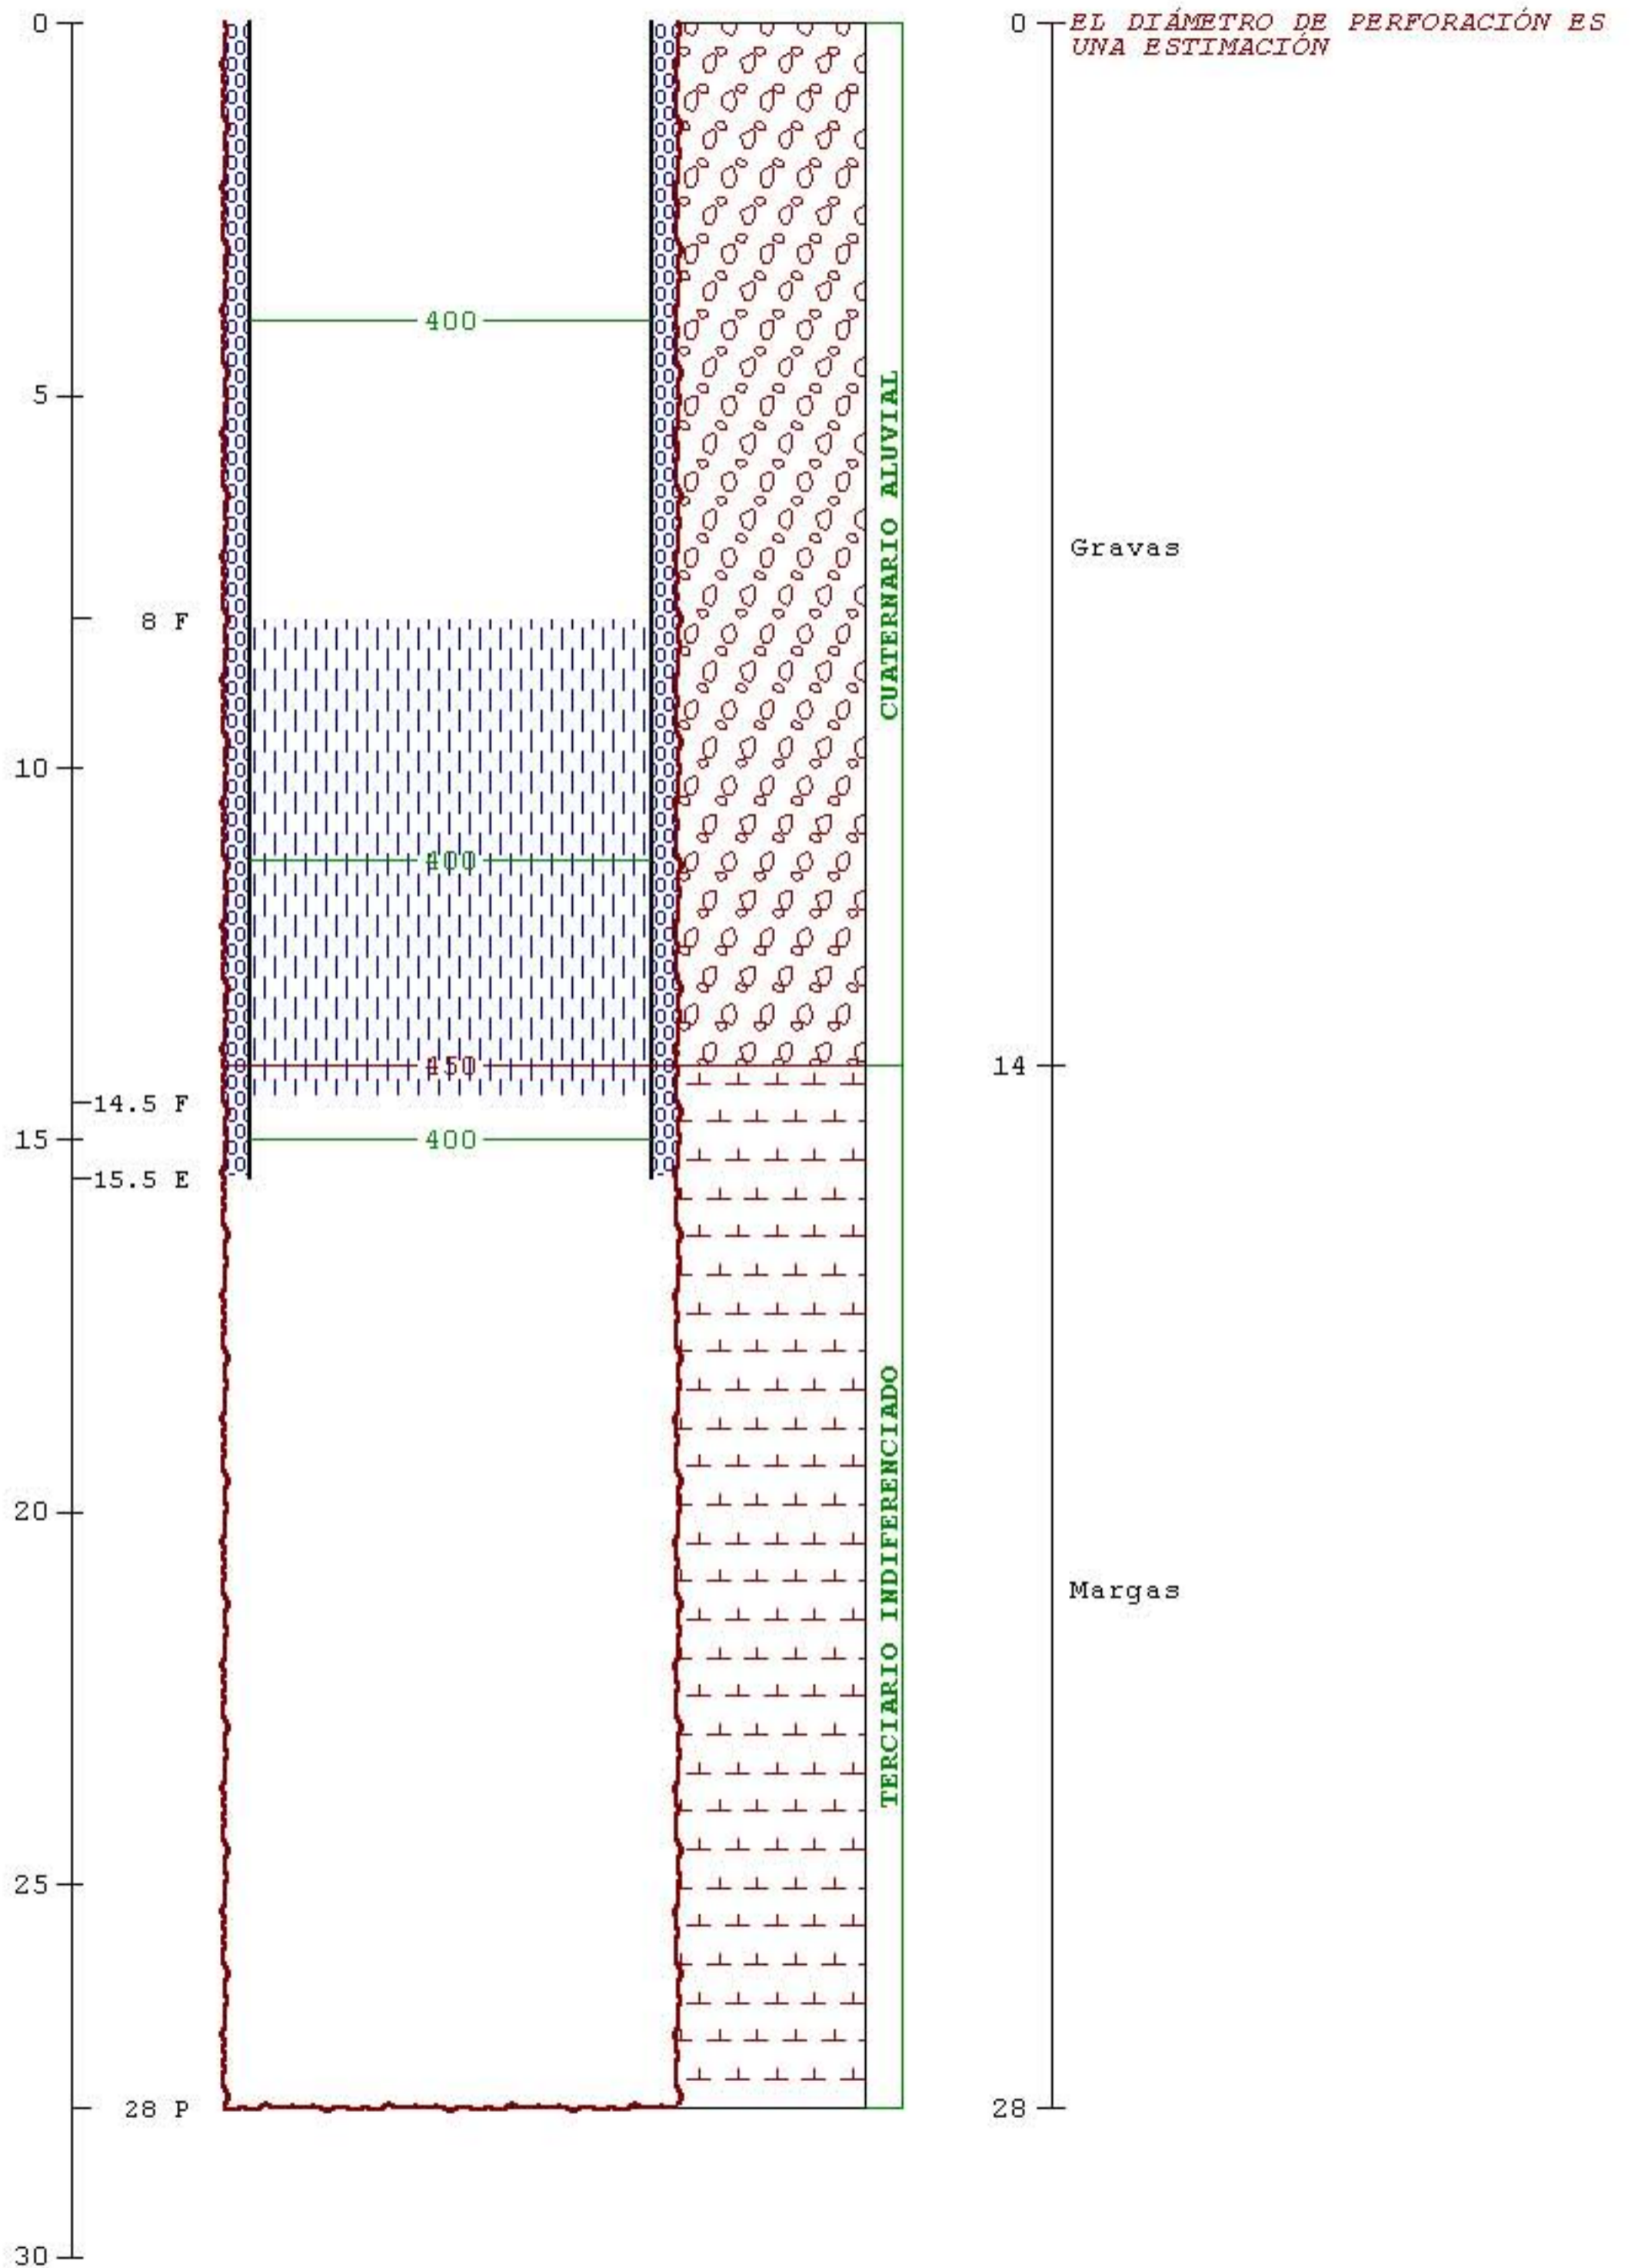 0
0
EL DIÁMETRO DE PERFORACIÓN ES
UNA ESTIMACIÓN
400
5
CUATERNARIO ALUVIAL
Gravas
8 F
10
400
450
14
14.5 F
15
400
15.5 E
TERCIARIO INDIFERENCIADO
20
Margas
25
28 P
28
30